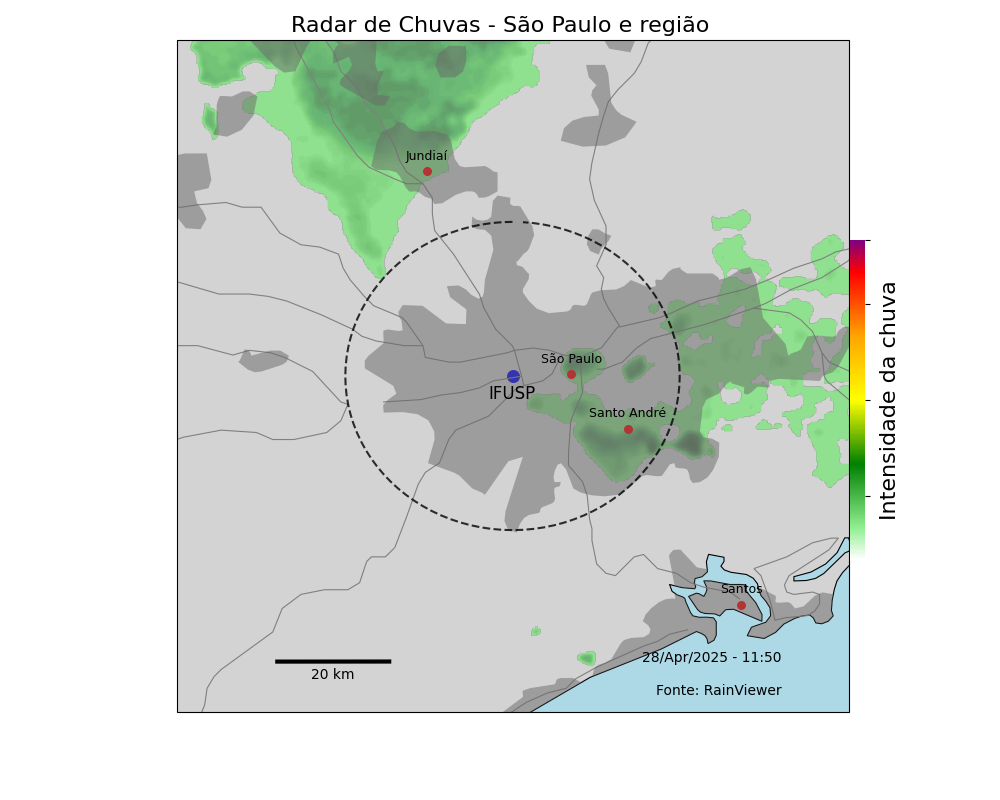 Radar de Chuvas - São Paulo e região
Jundiaí
São Paulo
IFUSP
Santo André
Intensidade da chuva
Santos
28/Apr/2025 - 11:50
20 km
Fonte: RainViewer